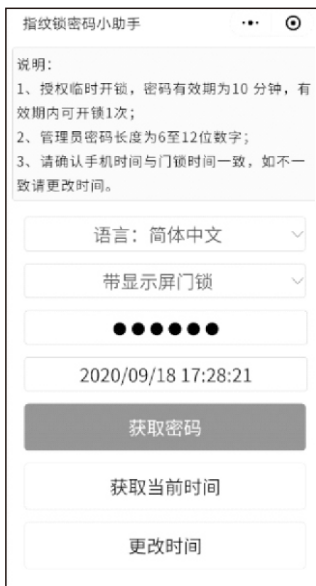 指纹锁密码小助手
说明：
1、授权临时开锁，密码有效期为10 分钟，有
效期内可开锁1次；
2、管理员密码长度为6至12位数字；
3、请确认手机时间与门锁时间一致，如不一
致请更改时间。
语言：简体中文
带显示屏门锁
●●●●●●
2020/09/18 17:28:21
获取密码
获取当前时间
更改时间